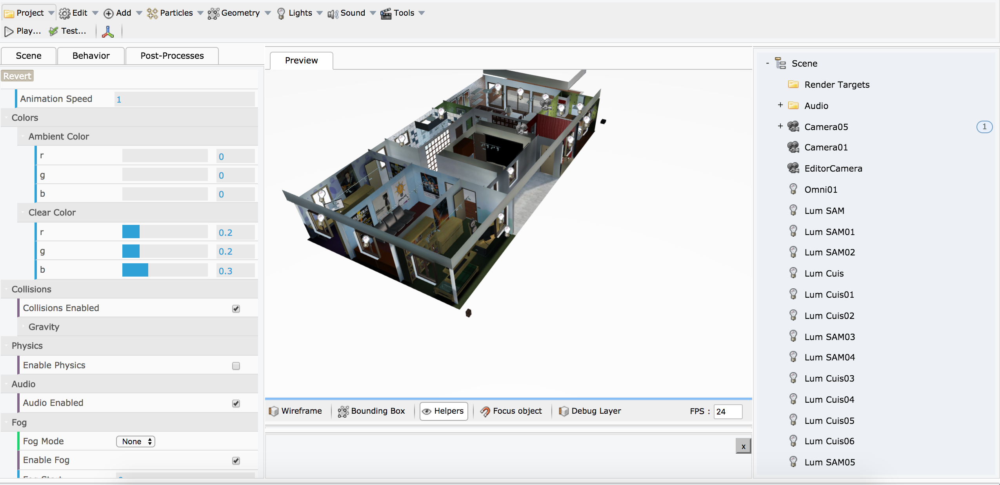 Project Edit Add Particles Geometry Lights Sound Tools
Play... Test...
Scene Behavior Post-Processes
Revert
Animation Speed 1
Colors
Ambient Color
r 0
g 0
b 0
Clear Color
r 0.2
g 0.2
b 0.3
Collisions
Collisions Enabled
Gravity
Physics
Enable Physics
Audio
Audio Enabled
Fog
Fog Mode None
Enable Fog
Preview
ELECTRIC
Wireframe Bounding Box Helpers Focus object Debug Layer FPS : 24
x
- Scene
Render Targets
+ Audio
+ Camera05 1
Camera01
EditorCamera
Omni01
Lum SAM
Lum SAM01
Lum SAM02
Lum Cuis
Lum Cuis01
Lum Cuis02
Lum SAM03
Lum SAM04
Lum Cuis03
Lum Cuis04
Lum Cuis05
Lum Cuis06
Lum SAM05